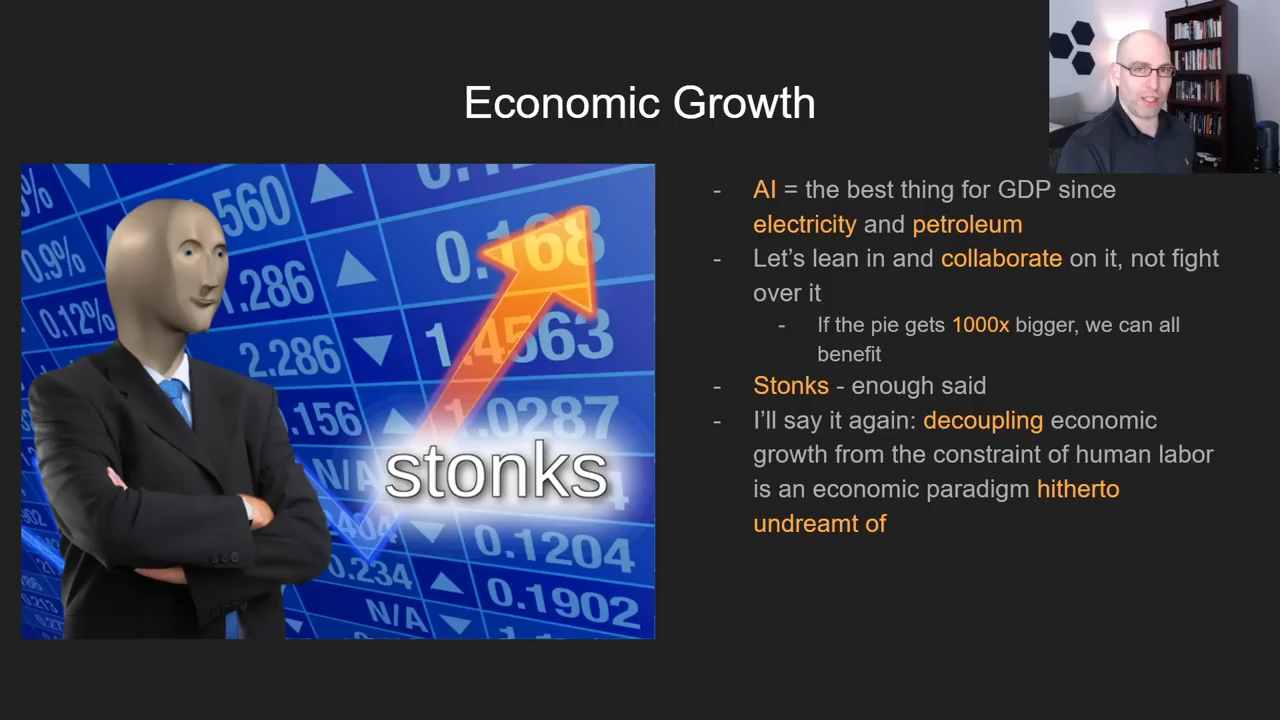 Economic Growth
0.9%
0.12%
.560
1.286
2.286
.156
N/A
.404
0.234
N/A
0.168
1.4563
1.0287
stonks
0.1204
0.1902
- AI = the best thing for GDP since
electricity and petroleum
- Let’s lean in and collaborate on it, not fight
over it
- If the pie gets 1000x bigger, we can all
benefit
- Stonks - enough said
- I’ll say it again: decoupling economic
growth from the constraint of human labor
is an economic paradigm hitherto
undreamt of